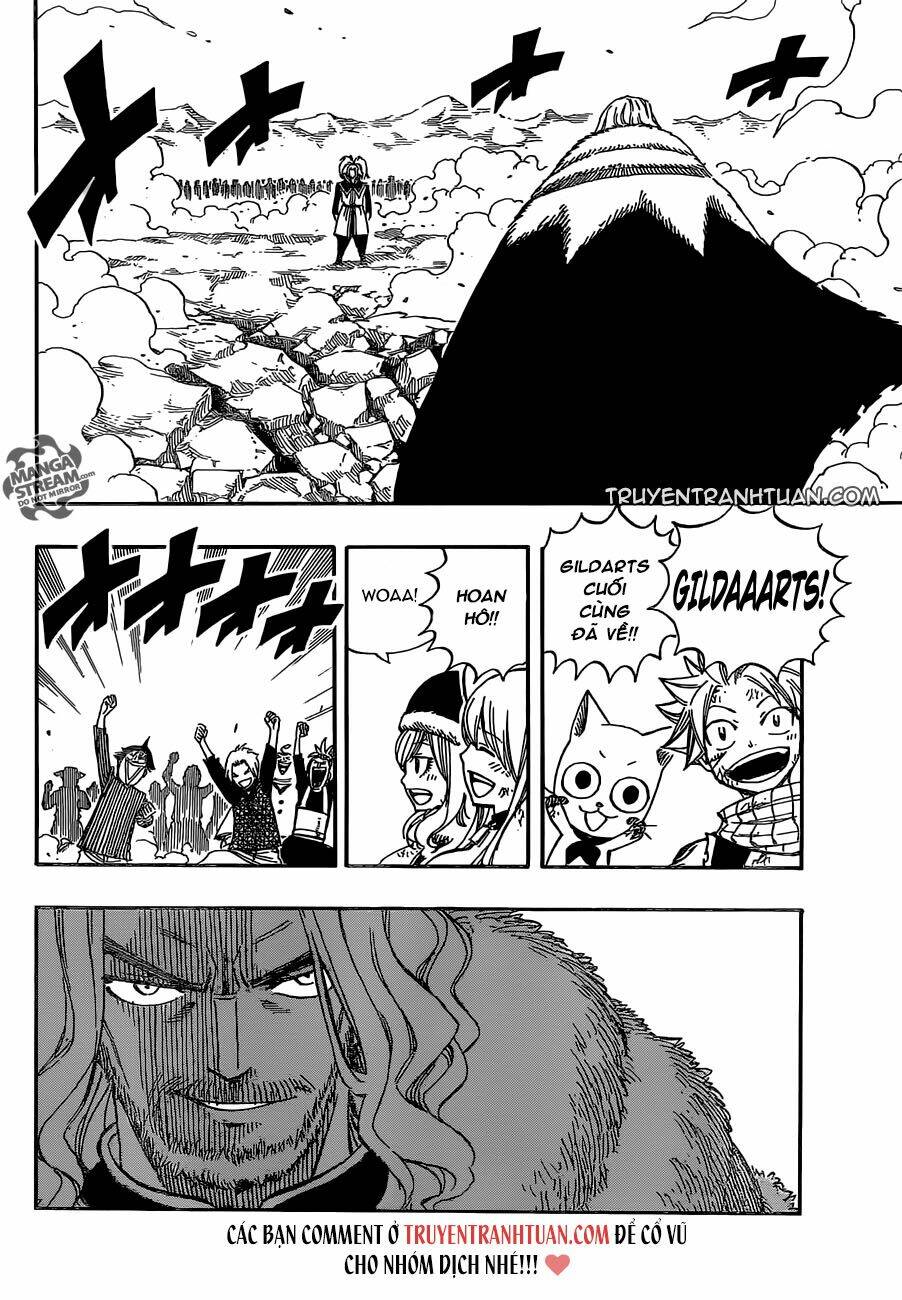 MANGA
STREAM.com
DO NOT MIRROR
TRUYENTRANHTUAN.COM
GILDAAARTS!
GILDARTS
CUỐI
CÙNG
ĐÃ VỀ!!
HOAN
HÔ!!
WOAA!
CÁC BẠN COMMENT Ở TRUYENTRANHTUAN.COM ĐỂ CỔ VŨ
CHO NHÓM DỊCH NHÉ!!! ❤